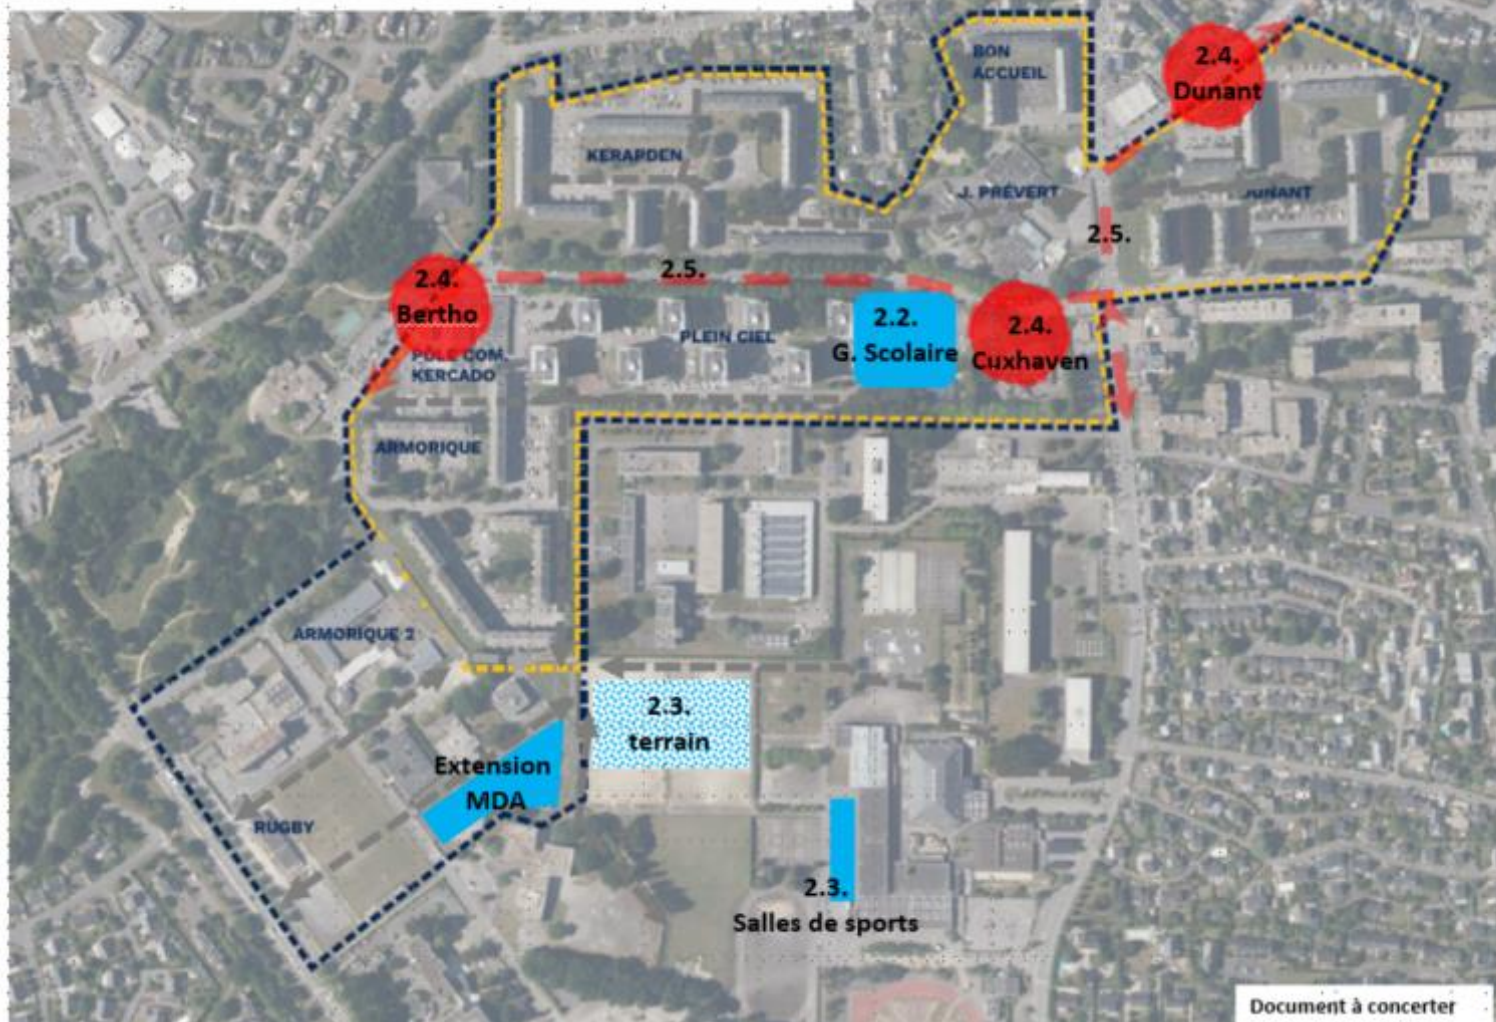 BON
ACCUEIL
2.4.
Dunant
KERARDEN
J. PRÉVERT
2.5.
2.4.
Bertho
2.5.
2.2.
G. Scolaire
2.4.
Cuxhaven
PLEIN CIEL
PÔLE COM.
KERCADO
ARMORIQUE
ARMORIQUE 2
2.3.
terrain
Extension
MDA
RUGBY
2.3.
Salles de sports
Document à concerter